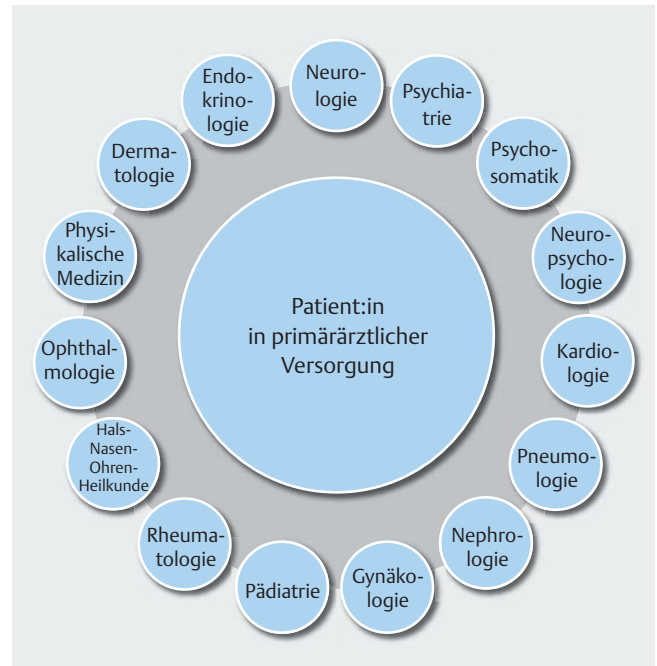 Neuro-
logie
Psychia-
trie
Psycho-
somatik
Neuro-
psycho-
logie
Kardio-
logie
Pneumo-
logie
Nephro-
logie
Gynäko-
logie
Pädiatrie
Rheuma-
tologie
Hals-
Nasen-
Ohren-
Heilkunde
Ophthal-
mologie
Physi-
kalische
Medizin
Derma-
tologie
Endo-
krino-
logie
Patient:in
in primärärztlicher
Versorgung